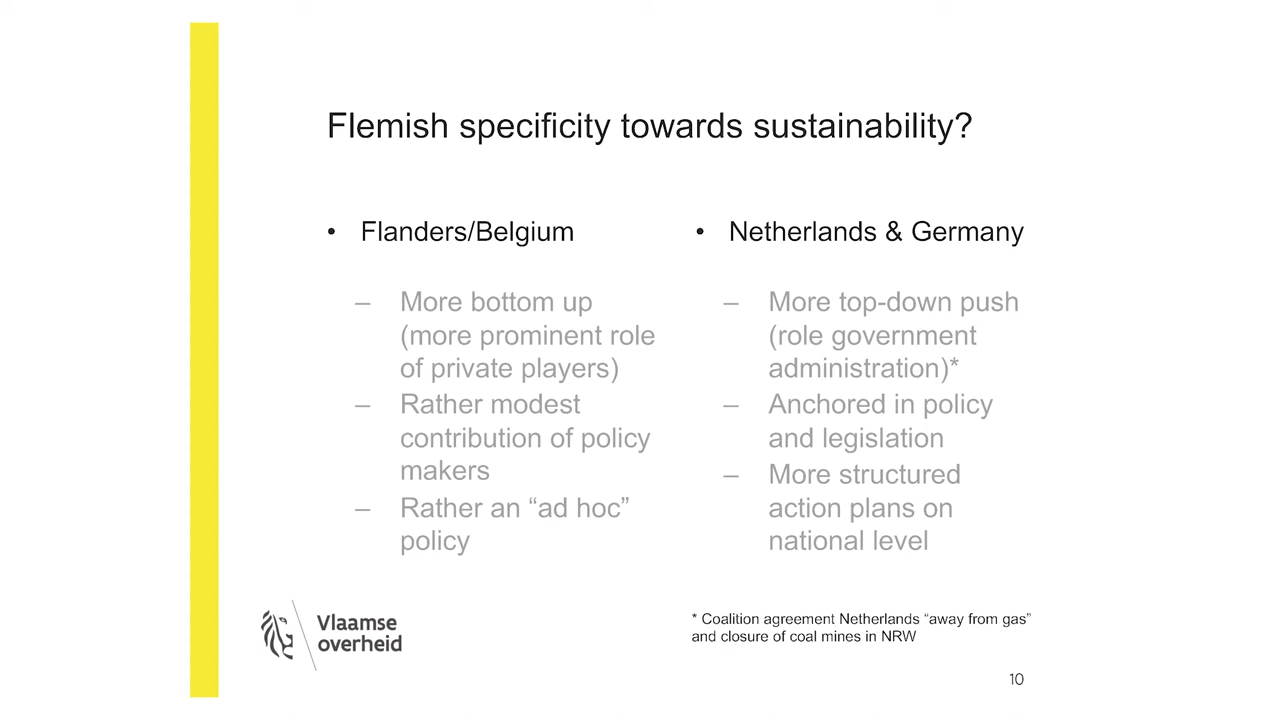 Flemish specificity towards sustainability?
• Flanders/Belgium
– More bottom up
(more prominent role
of private players)
– Rather modest
contribution of policy
makers
– Rather an “ad hoc”
policy
• Netherlands & Germany
– More top-down push
(role government
administration)*
– Anchored in policy
and legislation
– More structured
action plans on
national level
* Coalition agreement Netherlands “away from gas”
and closure of coal mines in NRW
Vlaamse
overheid
10